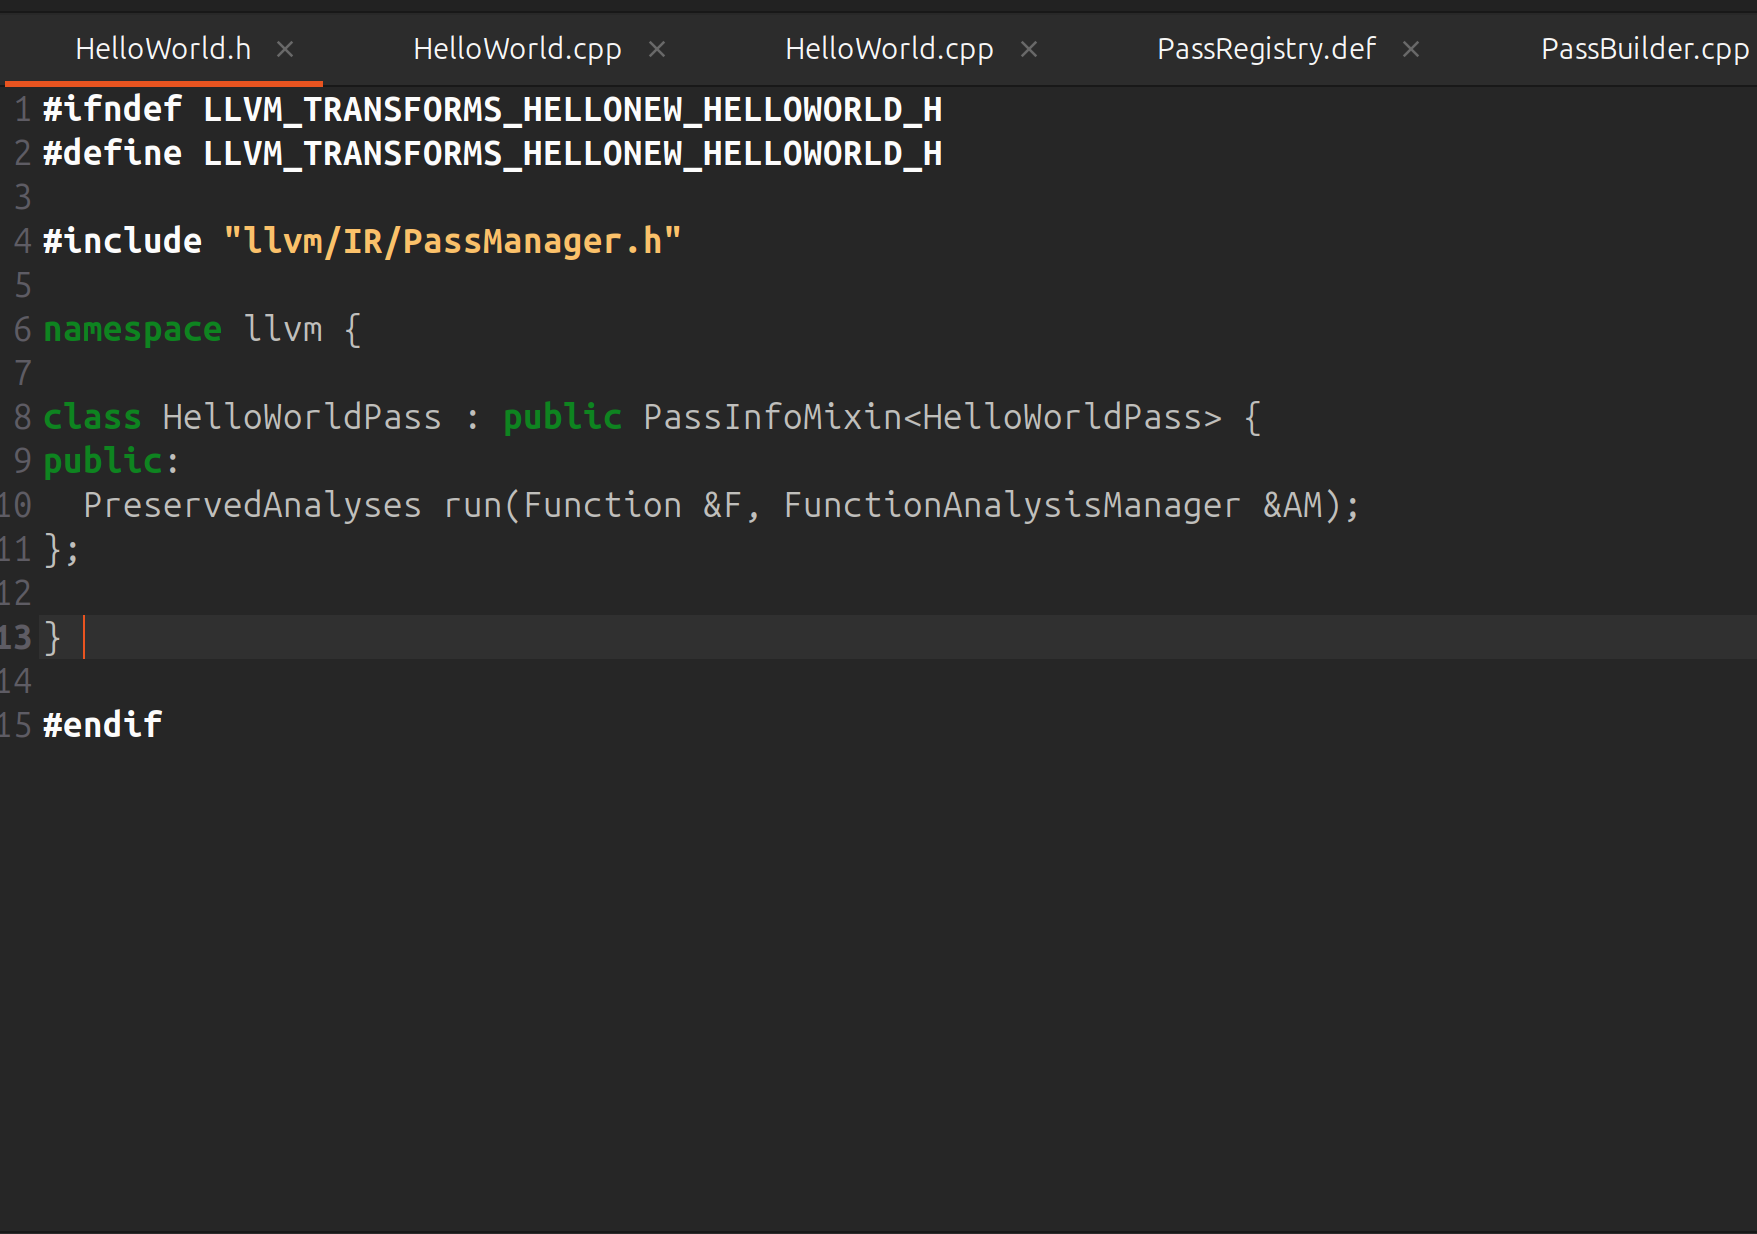 HelloWorld.h × HelloWorld.cpp × HelloWorld.cpp × PassRegistry.def × PassBuilder.cpp
1 #ifndef LLVM_TRANSFORMS_HELLONEW_HELLOWORLD_H
2 #define LLVM_TRANSFORMS_HELLONEW_HELLOWORLD_H
3
4 #include "llvm/IR/PassManager.h"
5
6 namespace llvm {
7
8 class HelloWorldPass : public PassInfoMixin<HelloWorldPass> {
9 public:
10   PreservedAnalyses run(Function &F, FunctionAnalysisManager &AM);
11 };
12
13 }
14
15 #endif